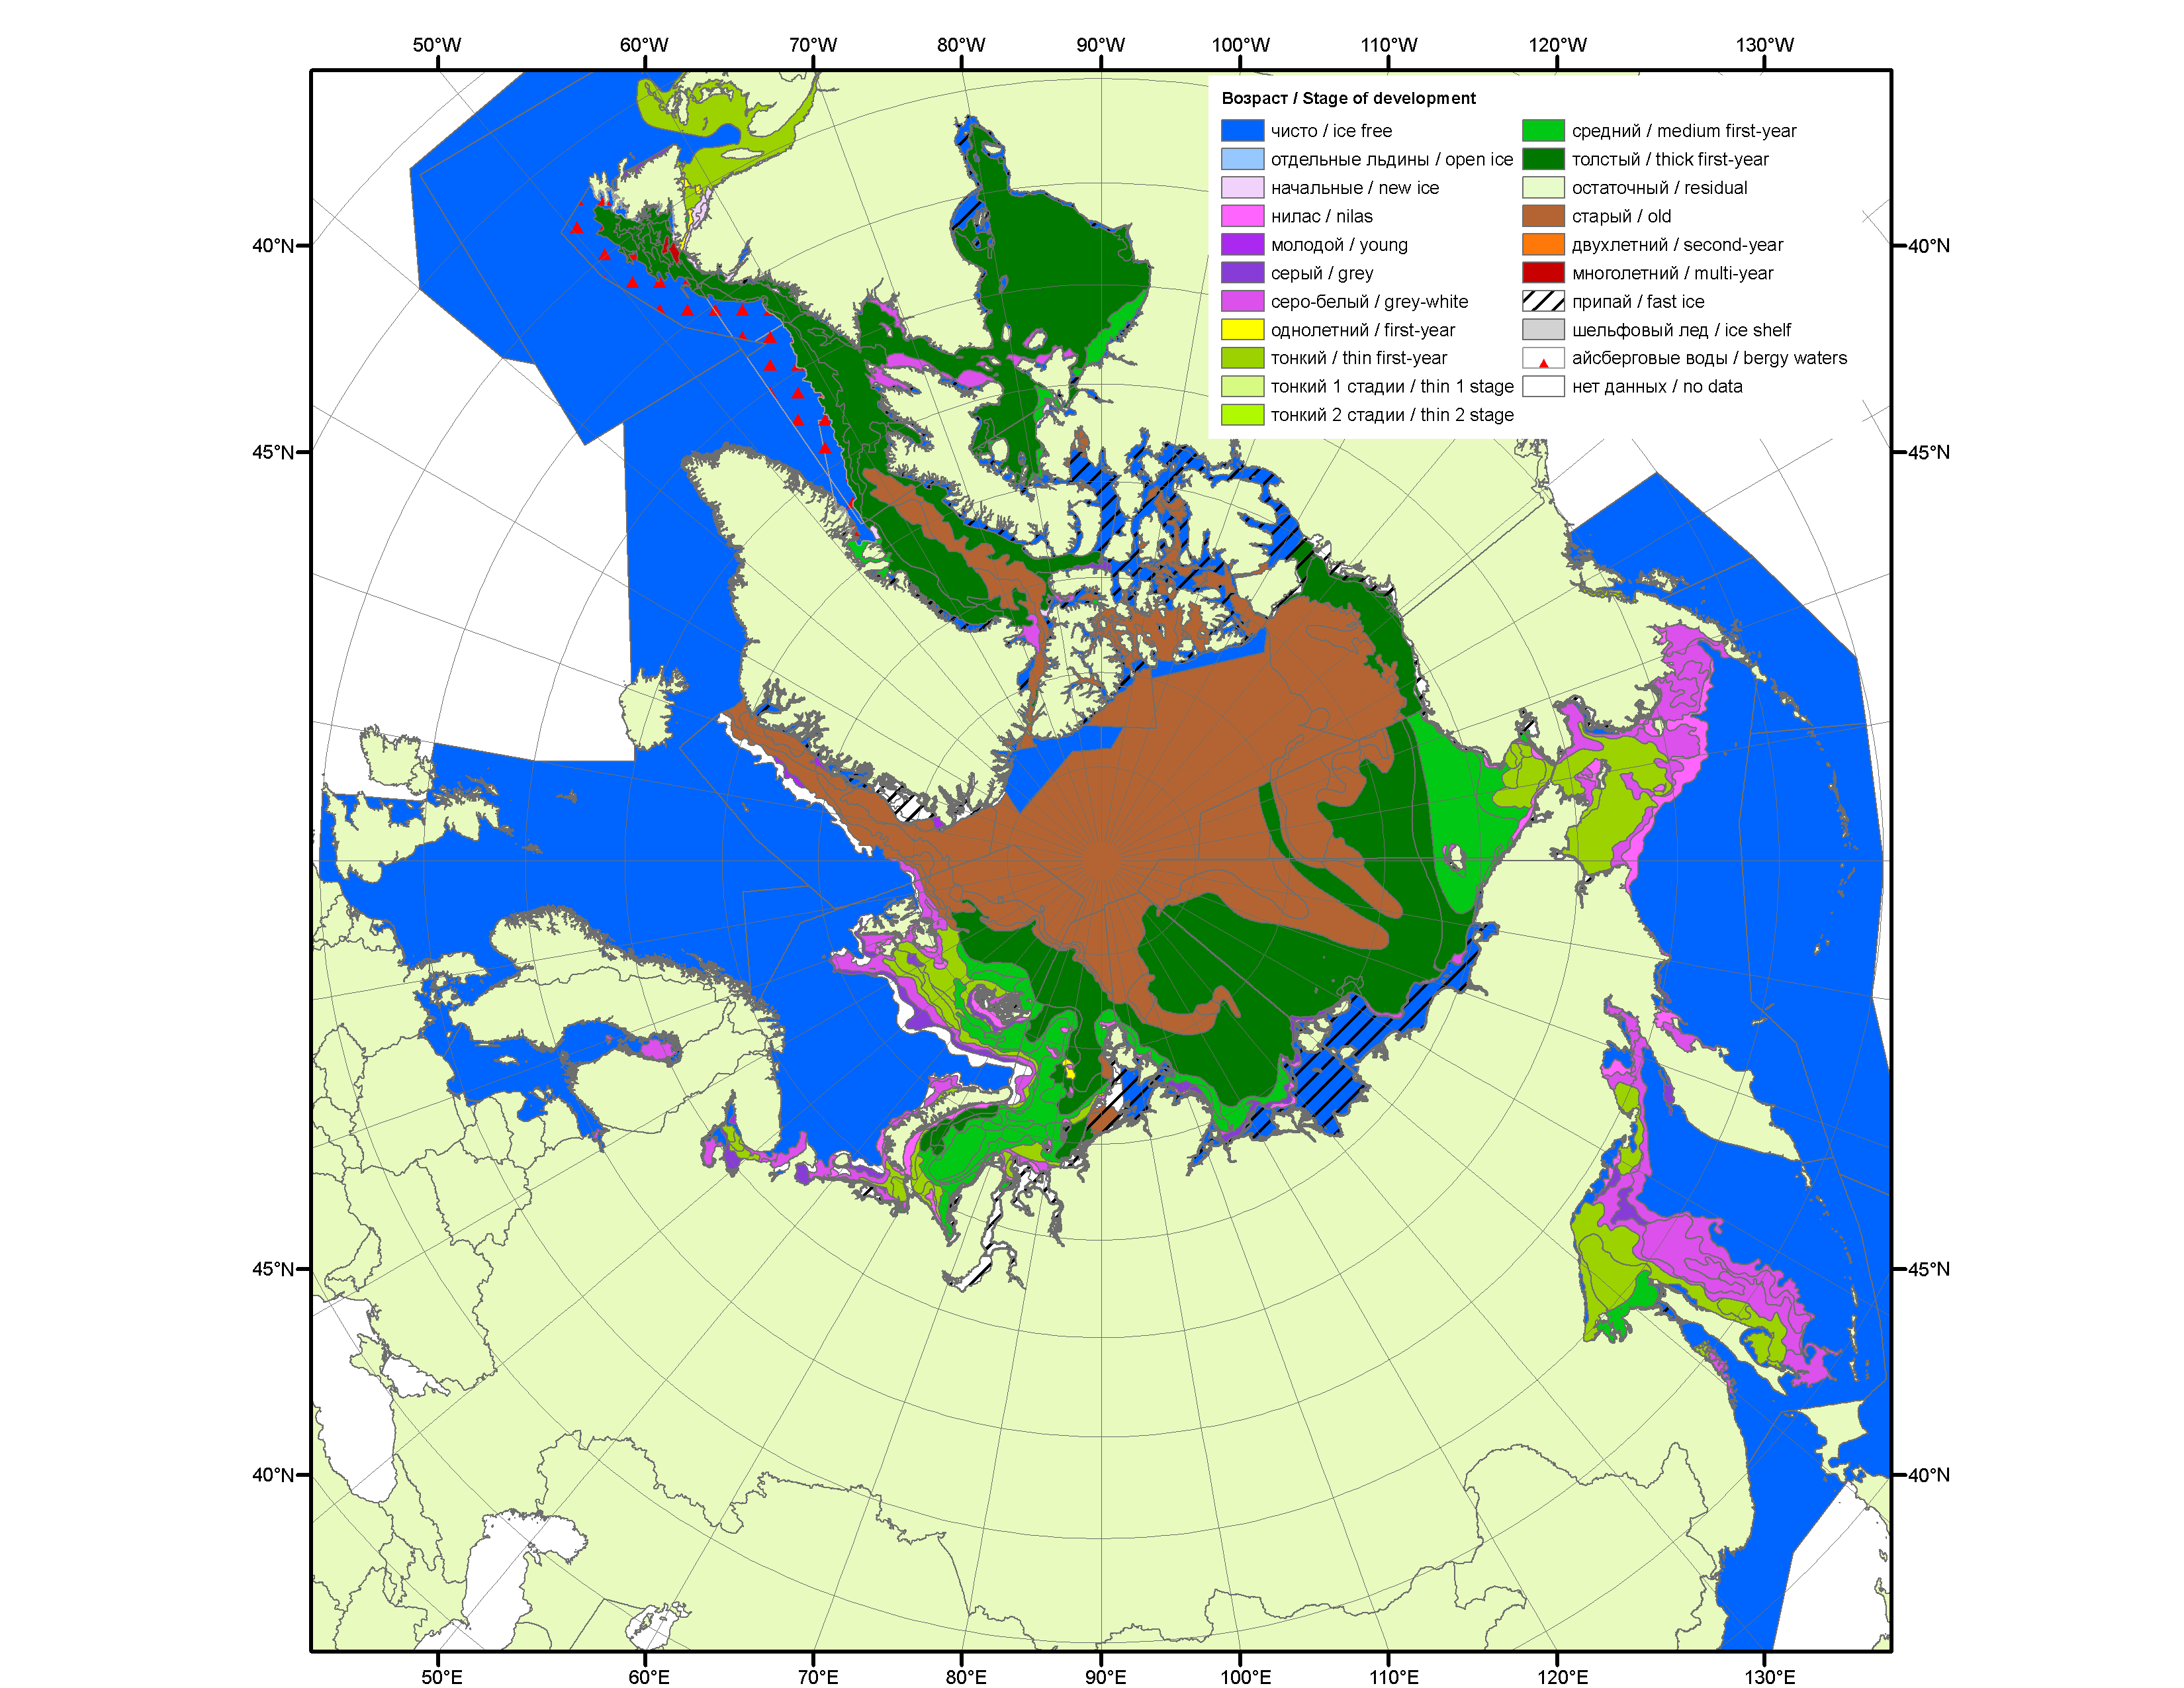 50°W 60°W 70°W 80°W 90°W 100°W 110°W 120°W 130°W
Возраст / Stage of development
чисто / ice free
отдельные льдины / open ice
начальные / new ice
нилас / nilas
молодой / young
серый / grey
серо-белый / grey-white
однолетний / first-year
тонкий / thin first-year
тонкий 1 стадии / thin 1 stage
тонкий 2 стадии / thin 2 stage
средний / medium first-year
толстый / thick first-year
остаточный / residual
старый / old
двухлетний / second-year
многолетний / multi-year
припай / fast ice
шельфовый лед / ice shelf
айсберговые воды / bergy waters
нет данных / no data
40°N 40°N
45°N 45°N
45°N 45°N
40°N 40°N
50°E 60°E 70°E 80°E 90°E 100°E 110°E 120°E 130°E